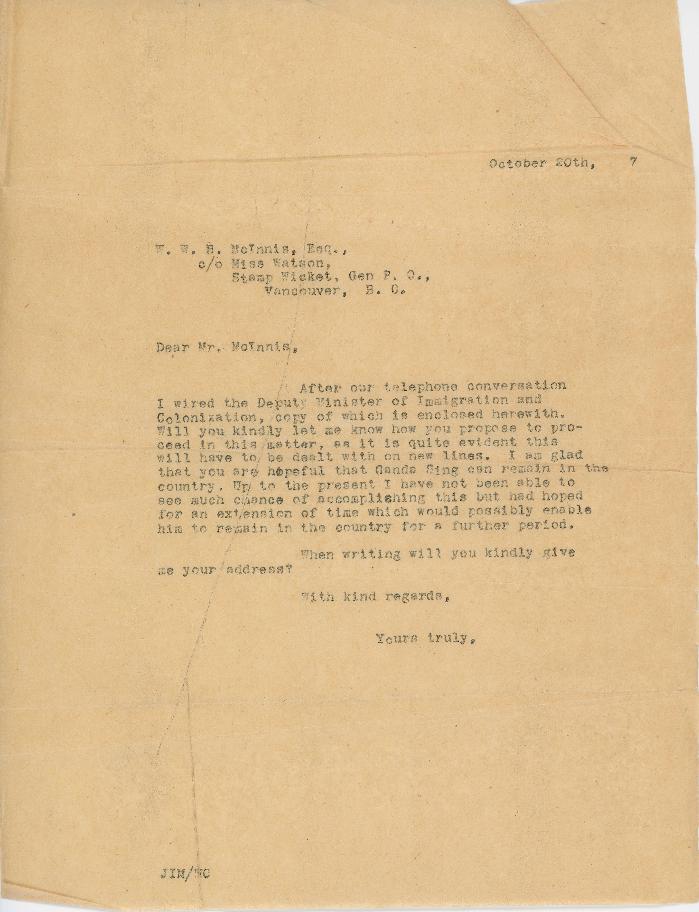 October 20th, 7
W. W. B. McInnis, Esq.,
c/o Miss Watson,
Stamp Wicket, Gen P. O.,
Vancouver, B. C.
Dear Mr. McInnis,
After our telephone conversation
I wired the Deputy Minister of Immigration and
Colonization, copy of which is enclosed herewith.
Will you kindly let me know how you propose to pro-
ceed in this matter, as it is quite evident this
will have to be dealt with on new lines. I am glad
that you are hopeful that Ganda Sing can remain in the
country. Up to the present I have not been able to
see much chance of accomplishing this but had hoped
for an extension of time which would possibly enable
him to remain in the country for a further period.
When writing will you kindly give
me your address?
With kind regards,
Yours truly,
JIM/WC